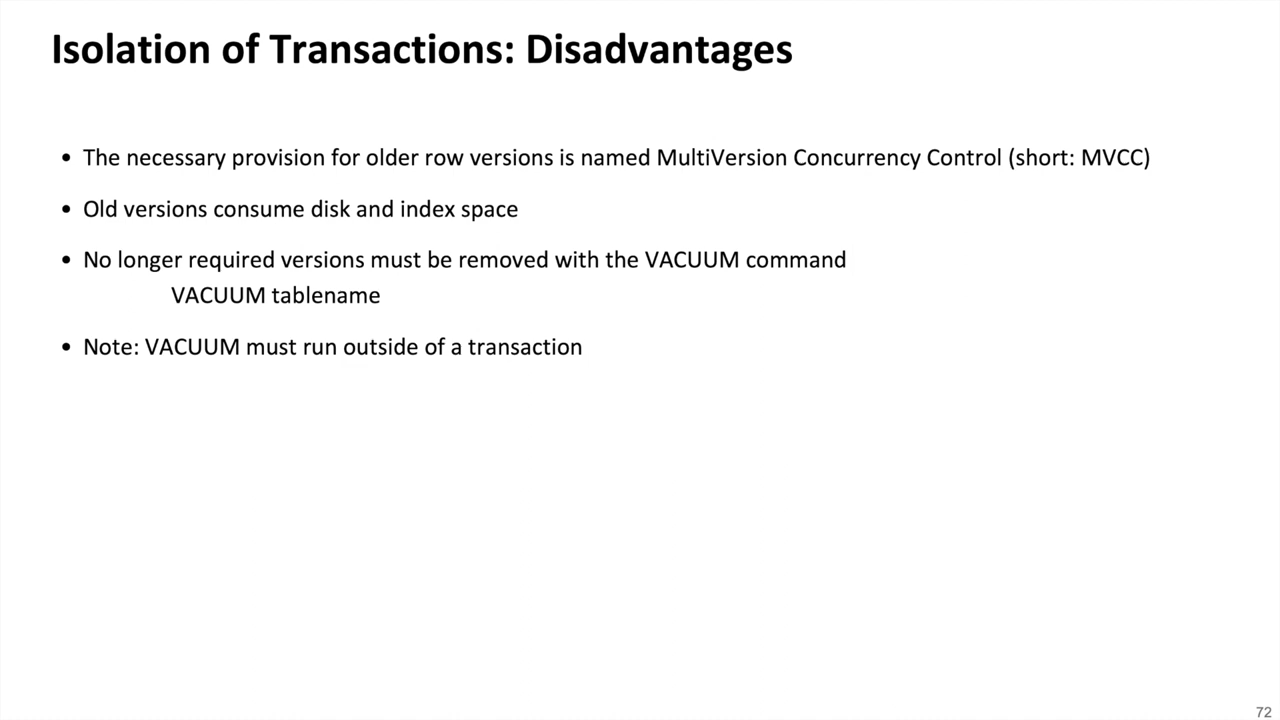 Isolation of Transactions: Disadvantages
• The necessary provision for older row versions is named MultiVersion Concurrency Control (short: MVCC)
• Old versions consume disk and index space
• No longer required versions must be removed with the VACUUM command
VACUUM tablename
• Note: VACUUM must run outside of a transaction
72